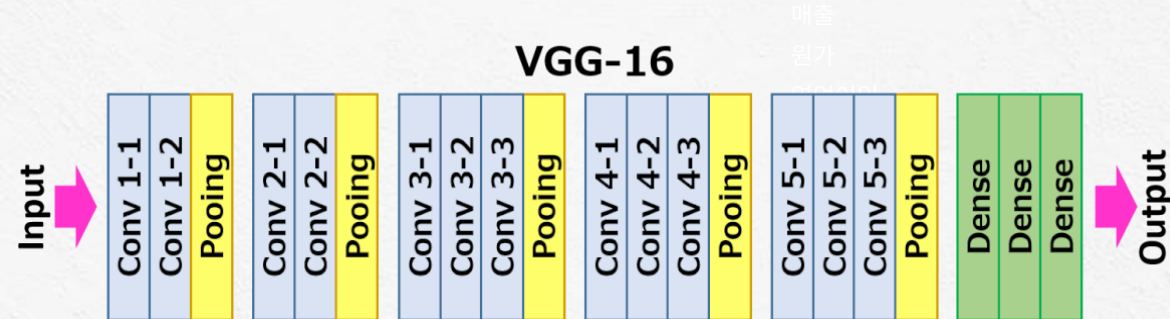 매출
원가
VGG-16
Input
Conv 1-1
Conv 1-2
Pooing
Conv 2-1
Conv 2-2
Pooing
Conv 3-1
Conv 3-2
Conv 3-3
Pooing
Conv 4-1
Conv 4-2
Conv 4-3
Pooing
Conv 5-1
Conv 5-2
Conv 5-3
Pooing
Dense
Dense
Dense
Output